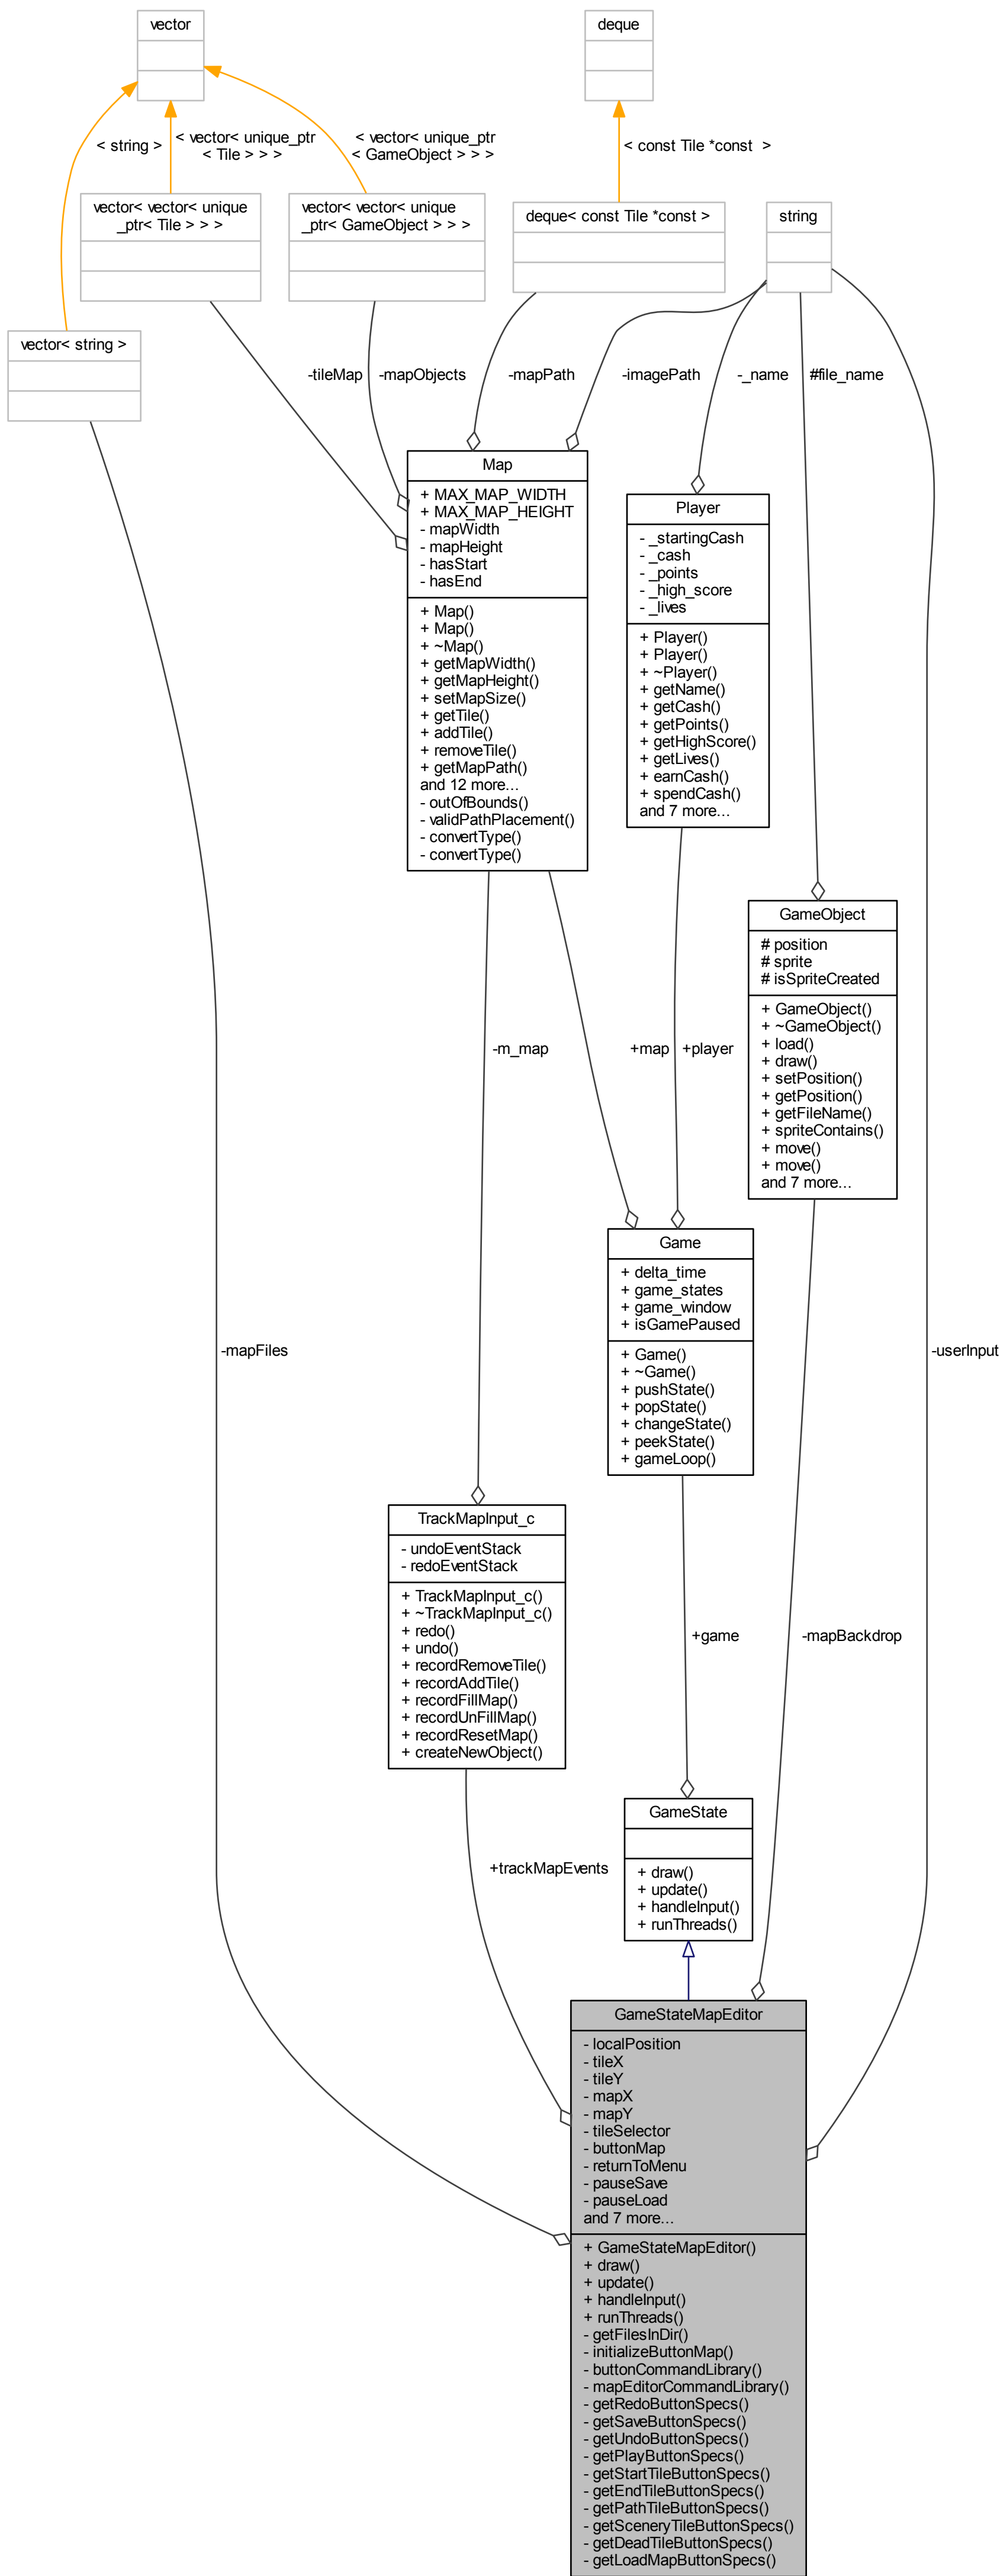 vector
deque
< string >
< vector< unique_ptr
< Tile > > >
< vector< unique_ptr
< GameObject > > >
< const Tile *const  >
vector< vector< unique
_ptr< Tile > > >
vector< vector< unique
_ptr< GameObject > > >
deque< const Tile *const >
string
vector< string >
-tileMap
-mapObjects
-mapPath
-imagePath
-_name
#file_name
Map
+ MAX_MAP_WIDTH
+ MAX_MAP_HEIGHT
- mapWidth
- mapHeight
- hasStart
- hasEnd
+ Map()
+ Map()
+ ~Map()
+ getMapWidth()
+ getMapHeight()
+ setMapSize()
+ getTile()
+ addTile()
+ removeTile()
+ getMapPath()
and 12 more...
- outOfBounds()
- validPathPlacement()
- convertType()
- convertType()
Player
- _startingCash
- _cash
- _points
- _high_score
- _lives
+ Player()
+ Player()
+ ~Player()
+ getName()
+ getCash()
+ getPoints()
+ getHighScore()
+ getLives()
+ earnCash()
+ spendCash()
and 7 more...
GameObject
# position
# sprite
# isSpriteCreated
+ GameObject()
+ ~GameObject()
+ load()
+ draw()
+ setPosition()
+ getPosition()
+ getFileName()
+ spriteContains()
+ move()
+ move()
and 7 more...
-m_map
+map
+player
Game
+ delta_time
+ game_states
+ game_window
+ isGamePaused
+ Game()
+ ~Game()
+ pushState()
+ popState()
+ changeState()
+ peekState()
+ gameLoop()
-mapFiles
-userInput
TrackMapInput_c
- undoEventStack
- redoEventStack
+ TrackMapInput_c()
+ ~TrackMapInput_c()
+ redo()
+ undo()
+ recordRemoveTile()
+ recordAddTile()
+ recordFillMap()
+ recordUnFillMap()
+ recordResetMap()
+ createNewObject()
+game
-mapBackdrop
GameState
+ draw()
+ update()
+ handleInput()
+ runThreads()
+trackMapEvents
GameStateMapEditor
- localPosition
- tileX
- tileY
- mapX
- mapY
- tileSelector
- buttonMap
- returnToMenu
- pauseSave
- pauseLoad
and 7 more...
+ GameStateMapEditor()
+ draw()
+ update()
+ handleInput()
+ runThreads()
- getFilesInDir()
- initializeButtonMap()
- buttonCommandLibrary()
- mapEditorCommandLibrary()
- getRedoButtonSpecs()
- getSaveButtonSpecs()
- getUndoButtonSpecs()
- getPlayButtonSpecs()
- getStartTileButtonSpecs()
- getEndTileButtonSpecs()
- getPathTileButtonSpecs()
- getSceneryTileButtonSpecs()
- getDeadTileButtonSpecs()
- getLoadMapButtonSpecs()